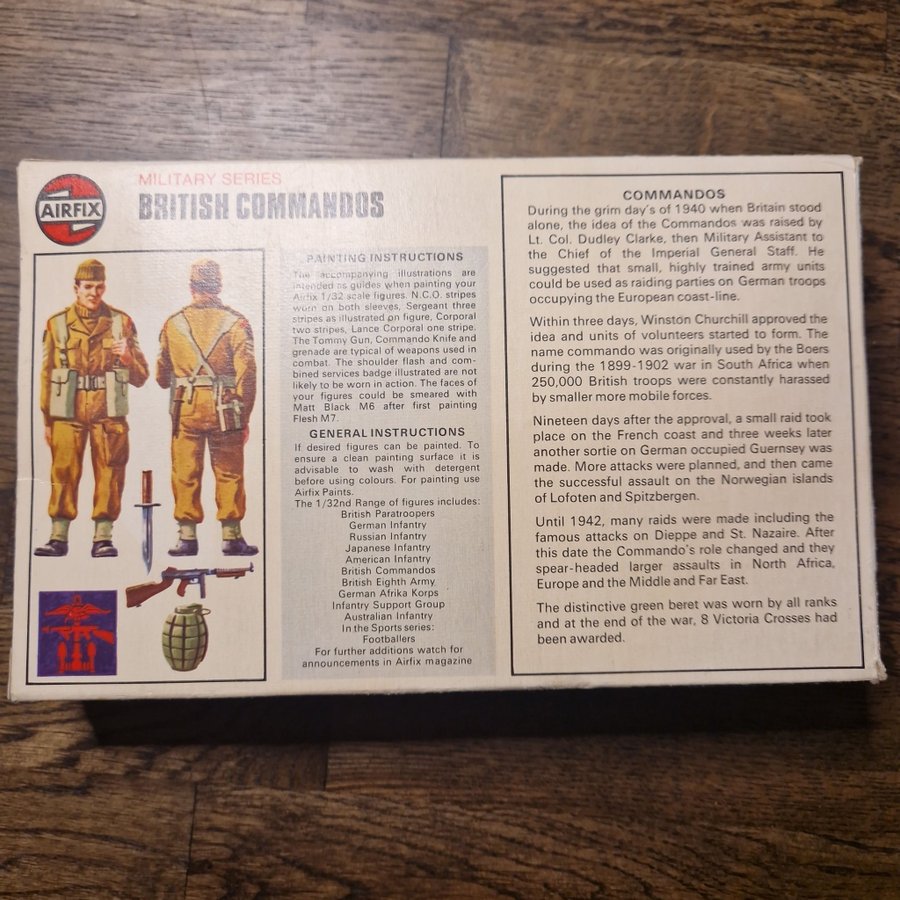 AIRFIX
MILITARY SERIES
BRITISH COMMANDOS
PAINTING INSTRUCTIONS
The accompanying illustrations are
intended as guides when painting your
Airfix 1/32 scale figures. N.C.O. stripes
worn on both sleeves, Sergeant three
stripes as illustrated on figure, Corporal
two stripes, Lance Corporal one stripe.
The Tommy Gun, Commando Knife and
grenade are typical of weapons used in
combat. The shoulder flash and com-
bined services badge illustrated are not
likely to be worn in action. The faces of
your figures could be smeared with
Matt Black M6 after first painting
Flesh M7.
GENERAL INSTRUCTIONS
If desired figures can be painted. To
ensure a clean painting surface it is
advisable to wash with detergent
before using colours. For painting use
Airfix Paints.
The 1/32nd Range of figures includes:
British Paratroopers
German Infantry
Russian Infantry
Japanese Infantry
American Infantry
British Commandos
British Eighth Army
German Afrika Korps
Infantry Support Group
Australian Infantry
In the Sports series:
Footballers
For further additions watch for
announcements in Airfix magazine
COMMANDOS
During the grim day's of 1940 when Britain stood
alone, the idea of the Commandos was raised by
Lt. Col. Dudley Clarke, then Military Assistant to
the Chief of the Imperial General Staff. He
suggested that small, highly trained army units
could be used as raiding parties on German troops
occupying the European coast-line.
Within three days, Winston Churchill approved the
idea and units of volunteers started to form. The
name commando was originally used by the Boers
during the 1899-1902 war in South Africa when
250,000 British troops were constantly harassed
by smaller more mobile forces.
Nineteen days after the approval, a small raid took
place on the French coast and three weeks later
another sortie on German occupied Guernsey was
made. More attacks were planned, and then came
the successful assault on the Norwegian islands
of Lofoten and Spitzbergen.
Until 1942, many raids were made including the
famous attacks on Dieppe and St. Nazaire. After
this date the Commando's role changed and they
spear-headed larger assaults in North Africa,
Europe and the Middle and Far East.
The distinctive green beret was worn by all ranks
and at the end of the war, 8 Victoria Crosses had
been awarded.